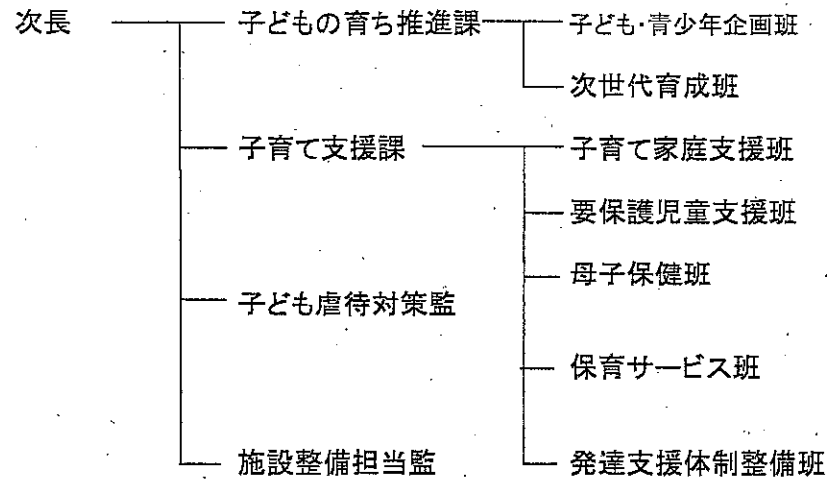 次長 子どもの育ち推進課 子ども・青少年企画班
次世代育成班
子育て支援課 子育て家庭支援班
要保護児童支援班
母子保健班
子ども虐待対策監
保育サービス班
施設整備担当監 発達支援体制整備班